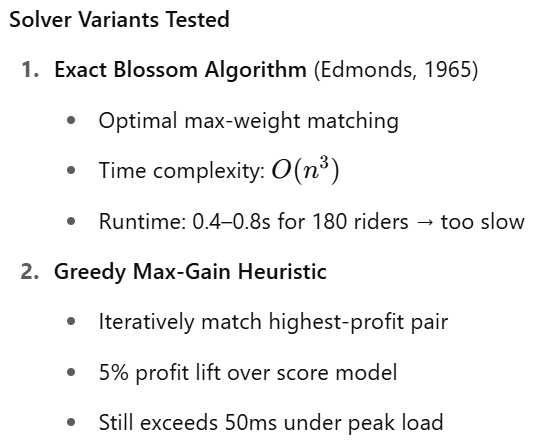 Solver Variants Tested
1. Exact Blossom Algorithm (Edmonds, 1965)
• Optimal max-weight matching
• Time complexity: O(n³)
• Runtime: 0.4–0.8s for 180 riders → too slow
2. Greedy Max-Gain Heuristic
• Iteratively match highest-profit pair
• 5% profit lift over score model
• Still exceeds 50ms under peak load